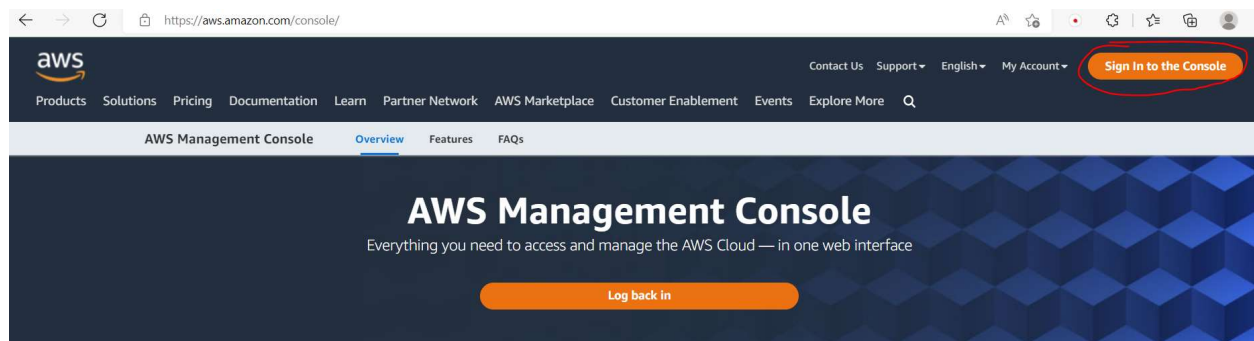 https://aws.amazon.com/console/
aws
Contact Us Support English My Account Sign In to the Console
Products Solutions Pricing Documentation Learn Partner Network AWS Marketplace Customer Enablement Events Explore More
AWS Management Console Overview Features FAQs
AWS Management Console
Everything you need to access and manage the AWS Cloud — in one web interface
Log back in